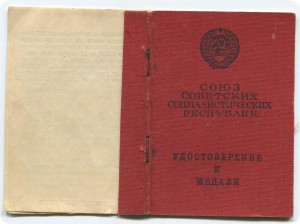 СОЮЗ
СОВЕТСКИХ
СОЦИАЛИСТИЧЕСКИХ
РЕСПУБЛИК
УДОСТОВЕРЕНИЕ
К
МЕДАЛИ